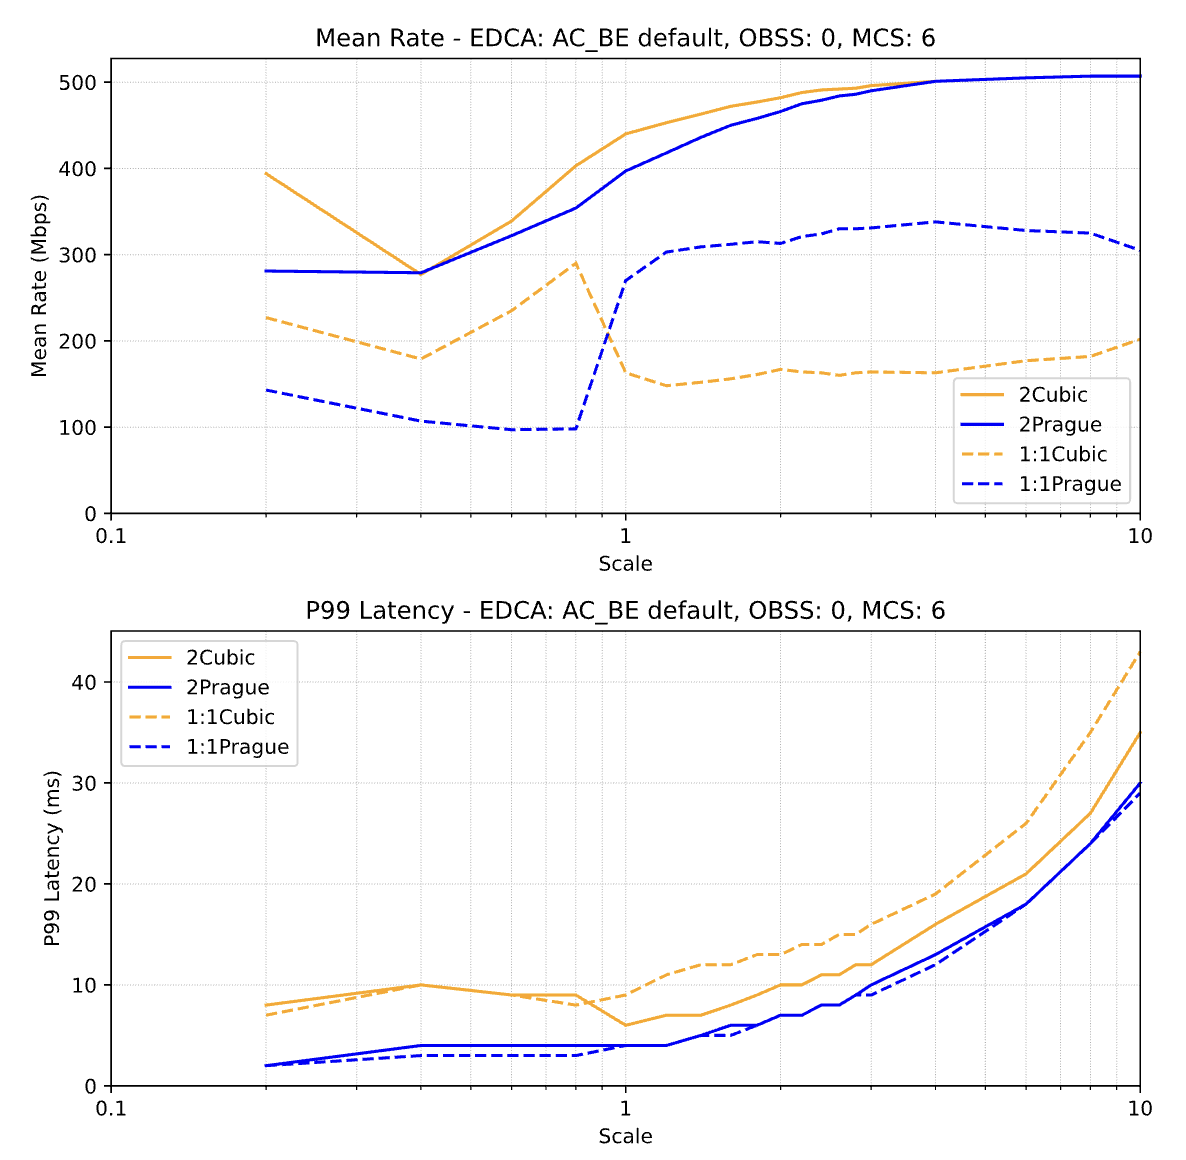 Mean Rate - EDCA: AC_BE default, OBSS: 0, MCS: 6
500
400
300
200
100
0
Mean Rate (Mbps)
2Cubic
2Prague
1:1Cubic
1:1Prague
0.1
1
10
Scale
P99 Latency - EDCA: AC_BE default, OBSS: 0, MCS: 6
2Cubic
2Prague
1:1Cubic
1:1Prague
40
30
20
10
0
P99 Latency (ms)
0.1
1
10
Scale